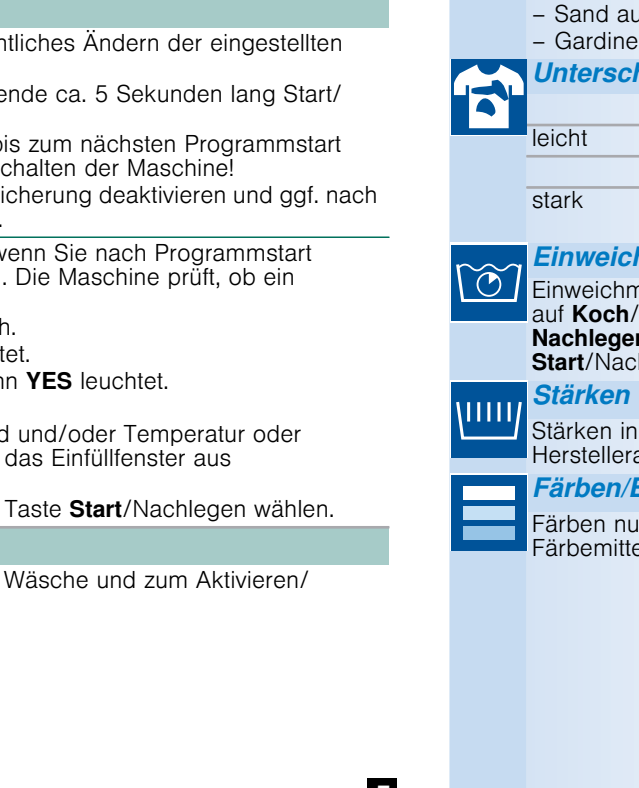 ntliches Ändern der eingestellten
ende ca. 5 Sekunden lang Start/
bis zum nächsten Programmstart
chalten der Maschine!
icherung deaktivieren und ggf. nach
.
wenn Sie nach Programmstart
. Die Maschine prüft, ob ein
h.
tet.
nn YES leuchtet.
d und/oder Temperatur oder
das Einfüllfenster aus
Taste Start/Nachlegen wählen.
Wäsche und zum Aktivieren/
– Sand au
– Gardine
Untersch
leicht
stark
Einweich
Einweichm
auf Koch/
Nachlegen
Start/Nach
Stärken
Stärken in
Herstellera
Färben/E
Färben nu
Färbemitte